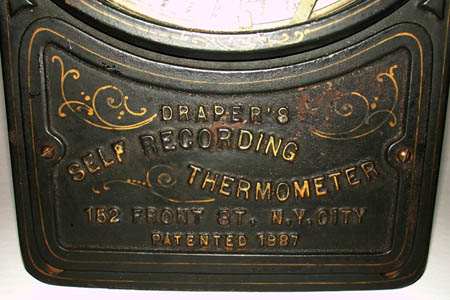 DRAPER'S
SELF RECORDING
THERMOMETER
152 FRONT ST, N.Y. CITY
PATENTED 1887